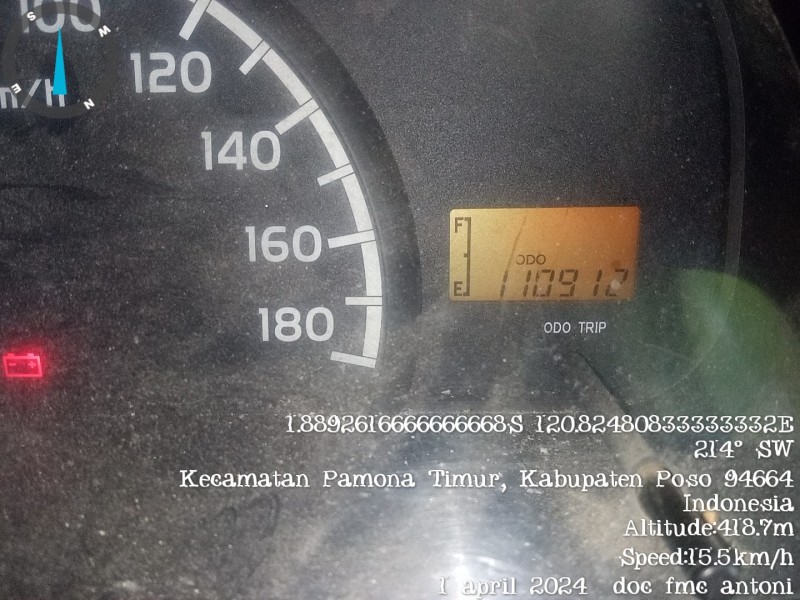 100
S
W
E
N
m/h
120
140
160
180
F
E
ODO
110912
ODO TRIP
1.8892616666666668S 120.82480833333332E
214° SW
Kecamatan Pamona Timur, Kabupaten Poso 94664
Indonesia
Altitude:418.7m
Speed:15.5km/h
1 april 2024 doc fmc antoni